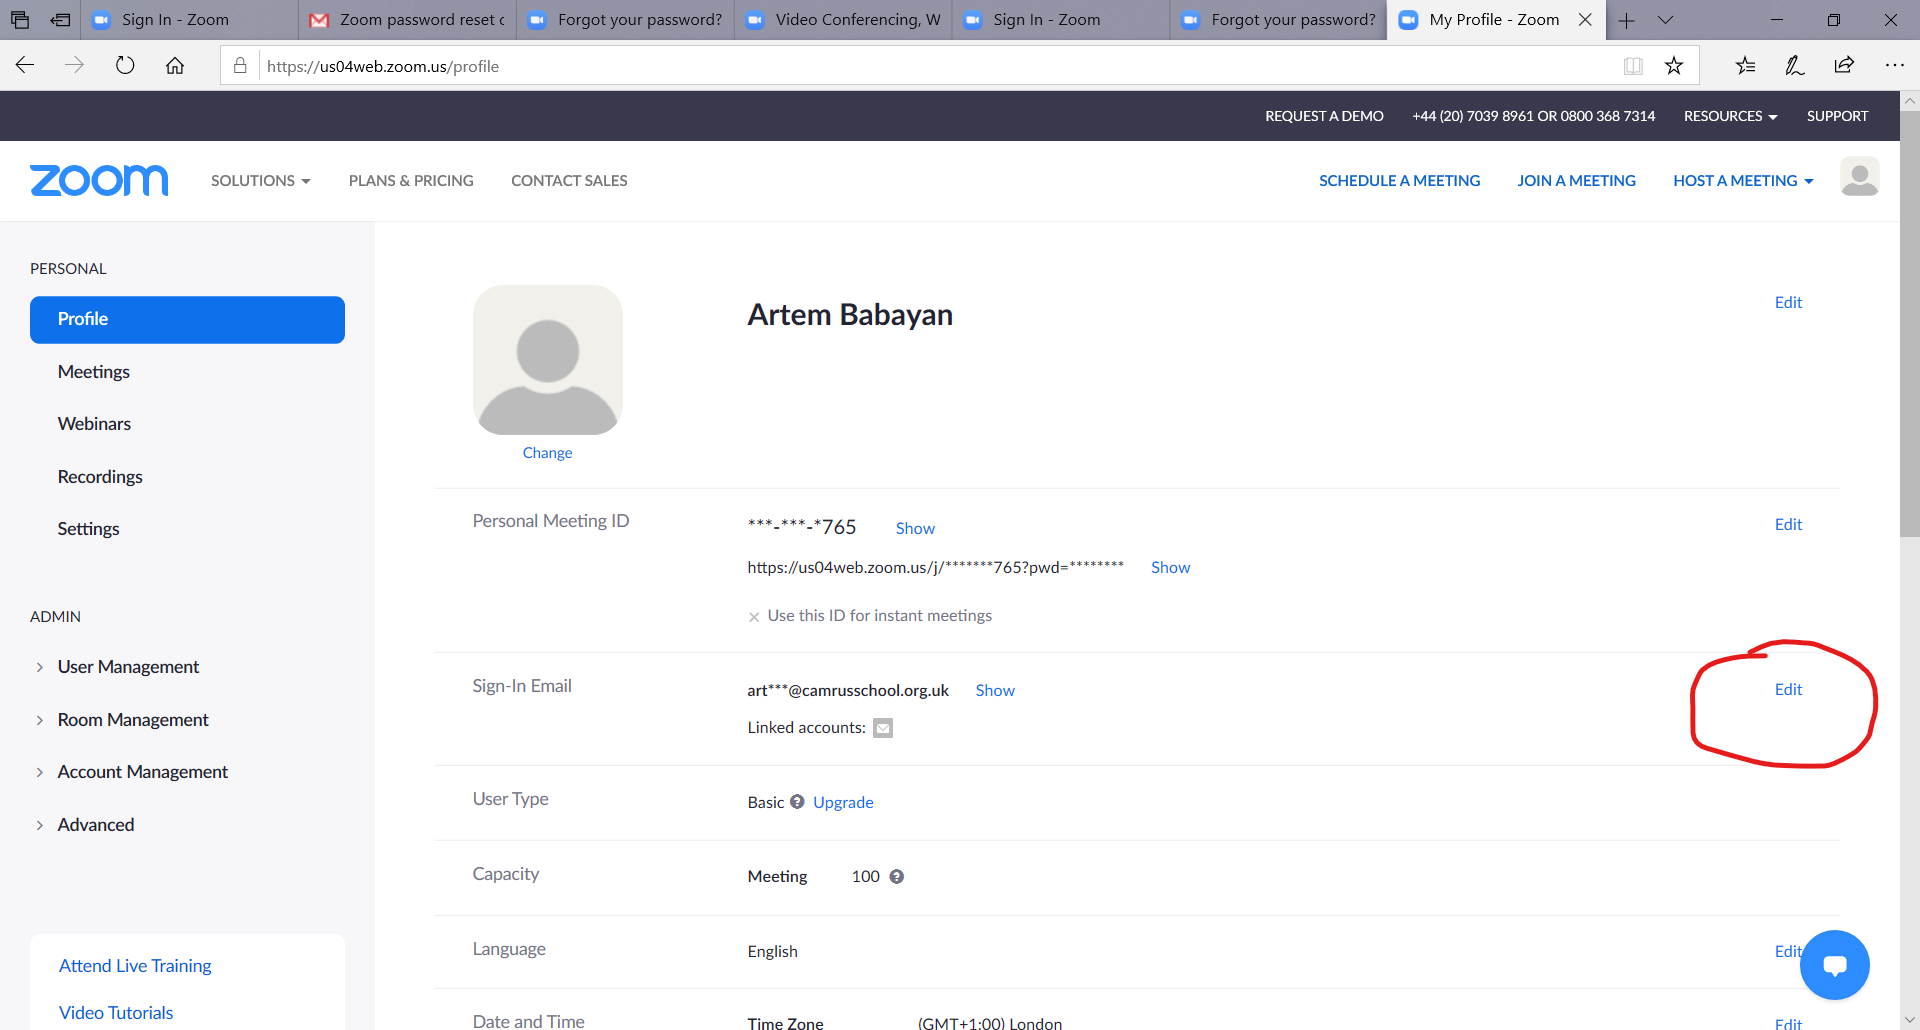 Sign In - Zoom
Zoom password reset c
Forgot your password?
Video Conferencing, W
Sign In - Zoom
Forgot your password?
My Profile - Zoom
https://us04web.zoom.us/profile
REQUEST A DEMO +44 (20) 7039 8961 OR 0800 368 7314 RESOURCES SUPPORT
zoom SOLUTIONS PLANS & PRICING CONTACT SALES SCHEDULE A MEETING JOIN A MEETING HOST A MEETING
PERSONAL
Profile
Meetings
Webinars
Recordings
Settings
ADMIN
User Management
Room Management
Account Management
Advanced
Attend Live Training
Video Tutorials
Artem Babayan Edit
Change
Personal Meeting ID ***-***-*765 Show Edit
https://us04web.zoom.us/j/*******765?pwd=******** Show
Use this ID for instant meetings
Sign-In Email art***@camrusschool.org.uk Show Edit
Linked accounts:
User Type Basic Upgrade
Capacity Meeting 100
Language English Edit
Date and Time Time Zone (GMT+1:00) London Edit